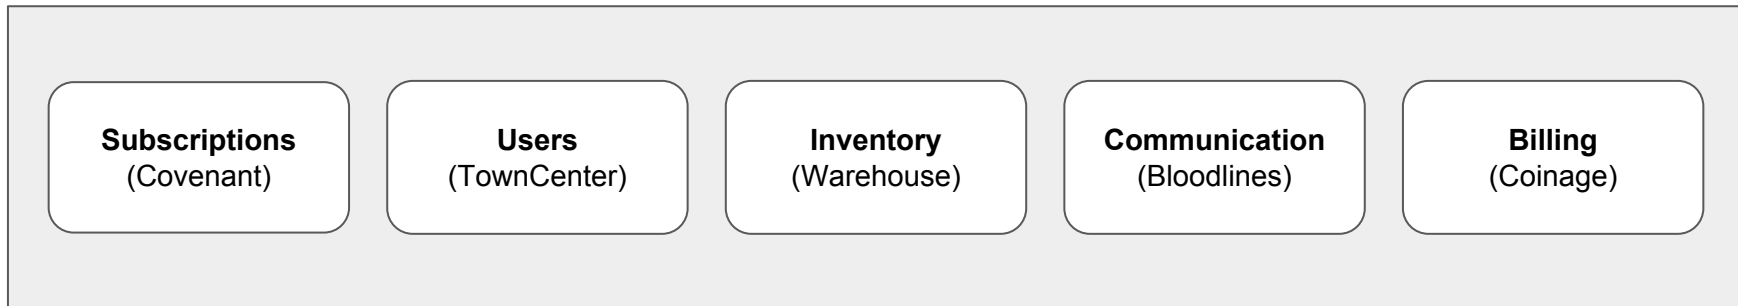 Subscriptions
(Covenant)
Users
(TownCenter)
Inventory
(Warehouse)
Communication
(Bloodlines)
Billing
(Coinage)